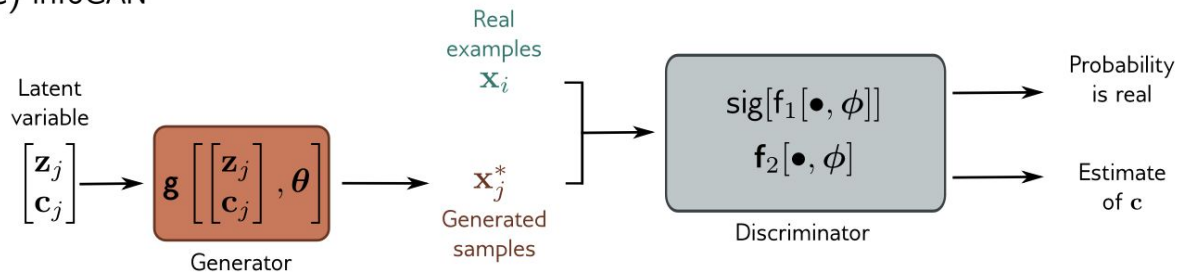 InfoGAN
Latent
variable
[z_j
c_j]
g [[z_j
c_j], θ]
Generator
Real
examples
x_i
x*_j
Generated
samples
sig[f_1[•, ϕ]]
f_2[•, ϕ]
Discriminator
Probability
is real
Estimate
of c